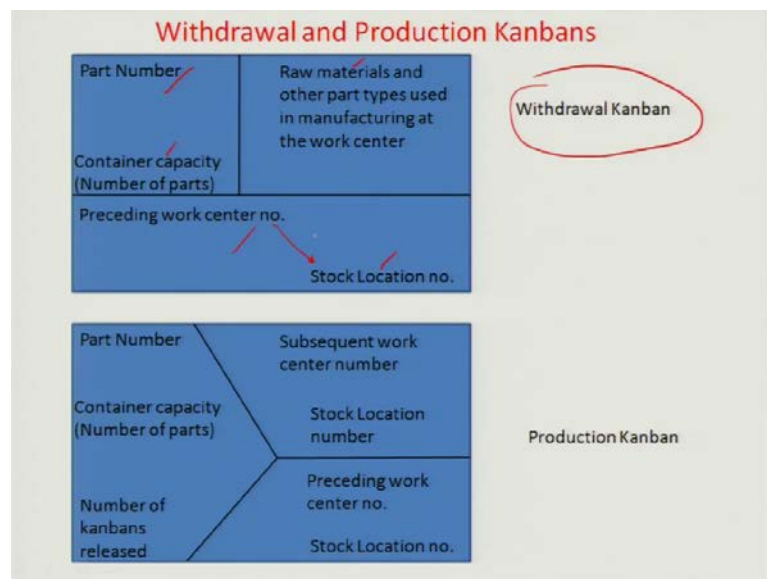 Withdrawal and Production Kanbans
Part Number
Container capacity
(Number of parts)
Raw materials and
other part types used
in manufacturing at
the work center
Withdrawal Kanban
Preceding work center no.
Stock Location no.
Part Number
Container capacity
(Number of parts)
Number of
kanbans
released
Subsequent work
center number
Stock Location
number
Preceding work
center no.
Stock Location no.
Production Kanban